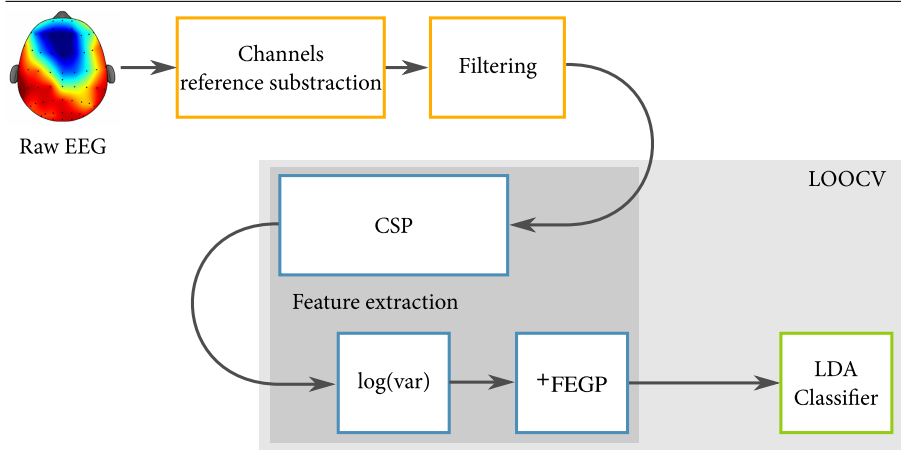 Channels
reference substraction
Filtering
Raw EEG
LOOCV
CSP
Feature extraction
log(var)
+FEGP
LDA
Classifier